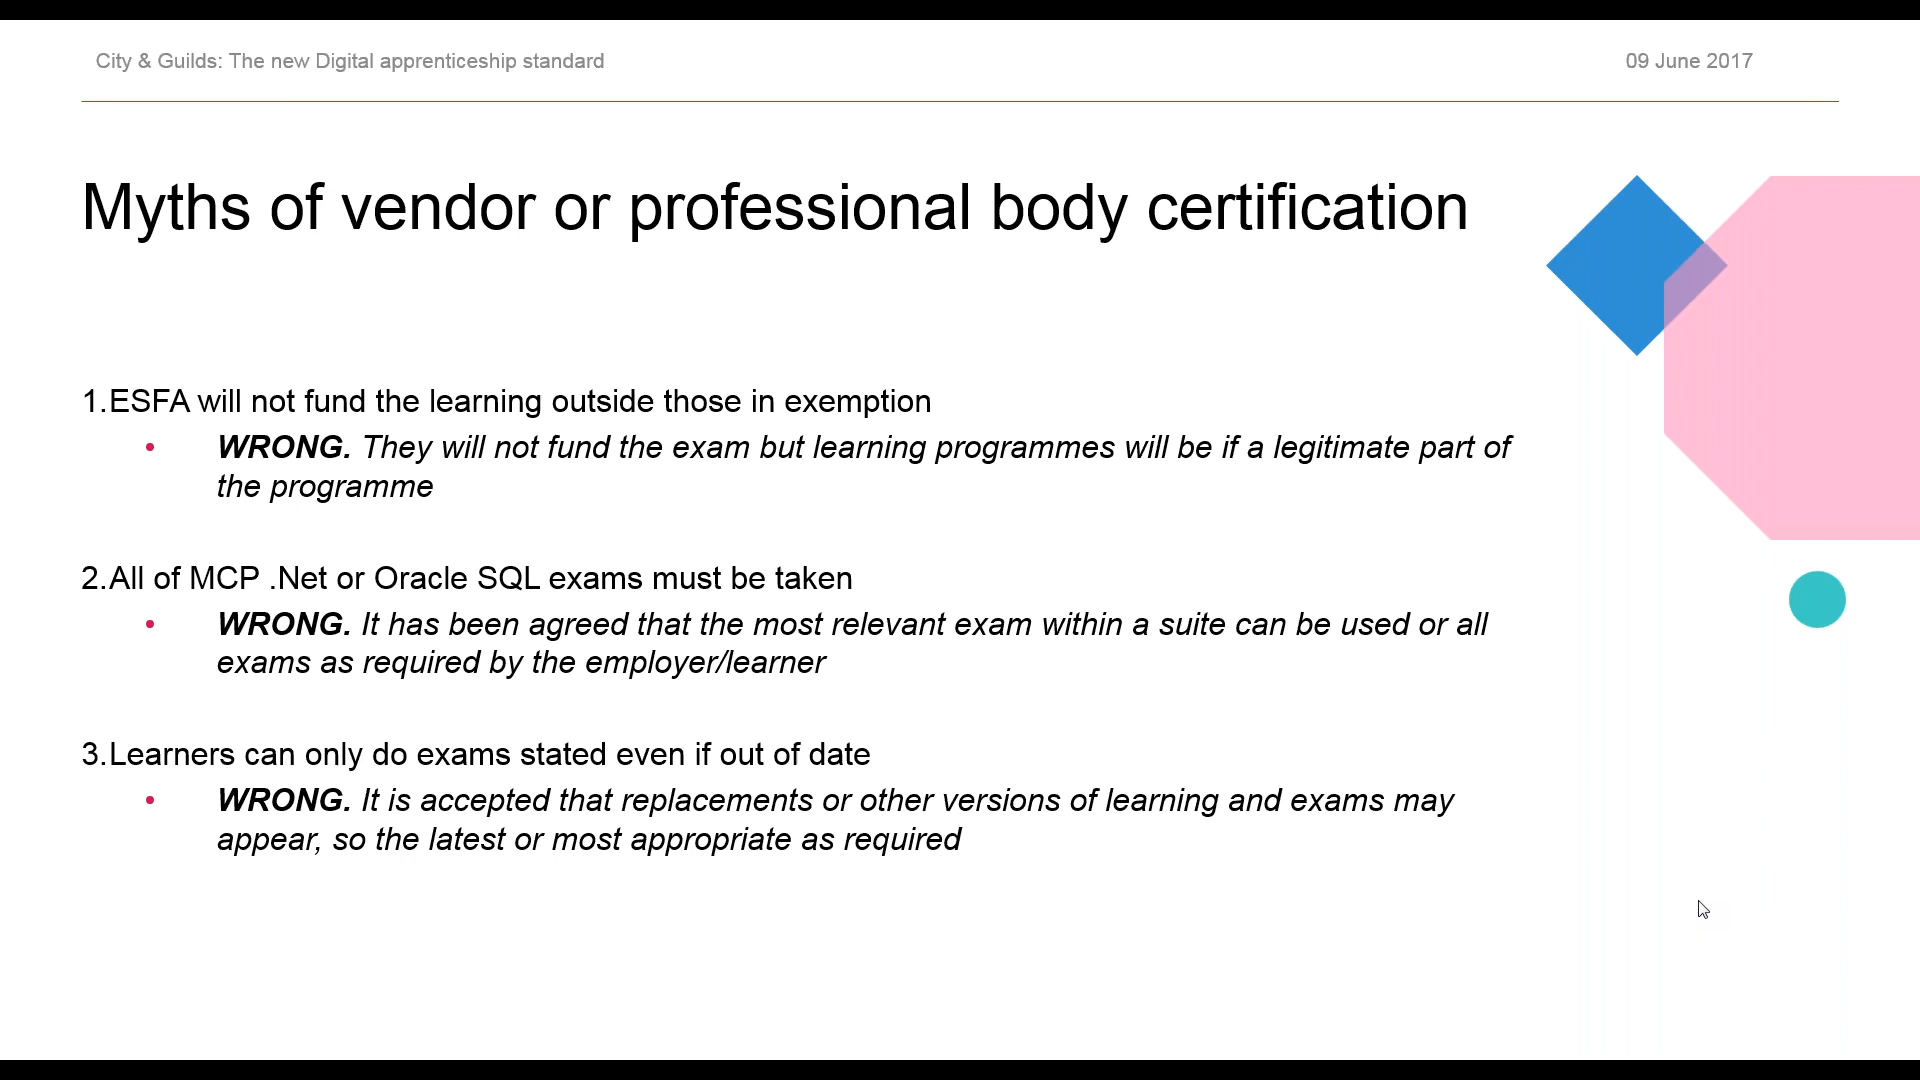 City & Guilds: The new Digital apprenticeship standard
09 June 2017
Myths of vendor or professional body certification
1.ESFA will not fund the learning outside those in exemption
• WRONG. They will not fund the exam but learning programmes will be if a legitimate part of
the programme
2.All of MCP .Net or Oracle SQL exams must be taken
• WRONG. It has been agreed that the most relevant exam within a suite can be used or all
exams as required by the employer/learner
3.Learners can only do exams stated even if out of date
• WRONG. It is accepted that replacements or other versions of learning and exams may
appear, so the latest or most appropriate as required